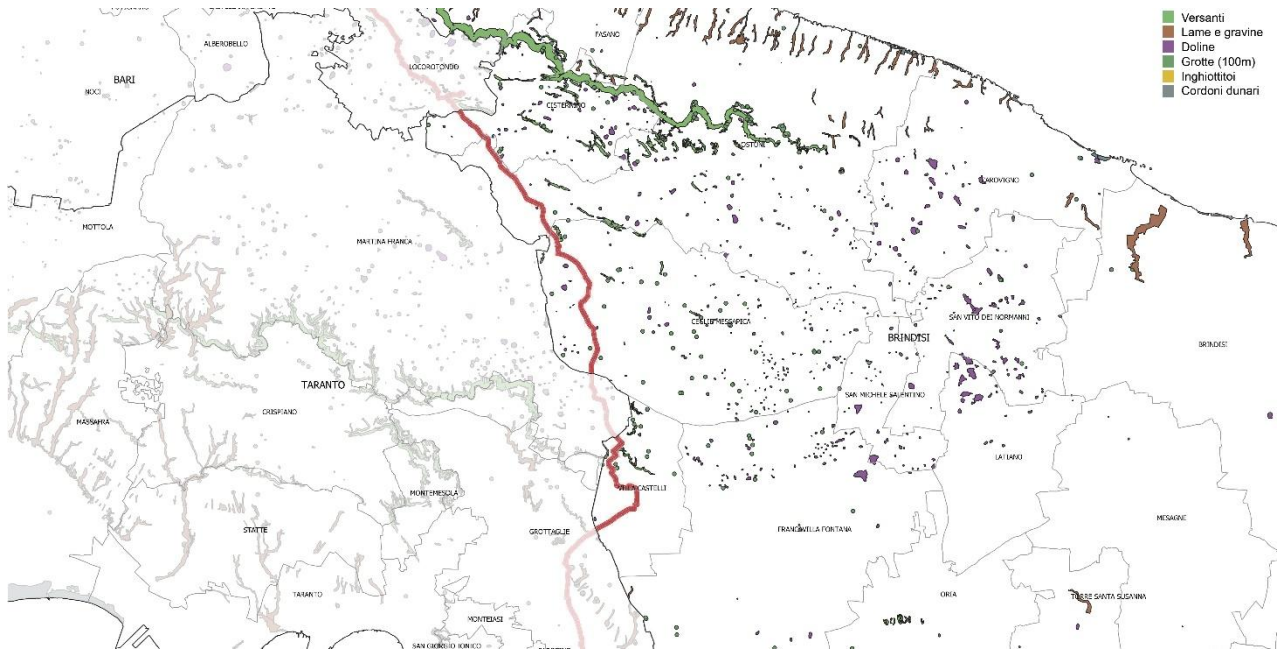 Versanti
Lame e gravine
Doline
Grotte (100m)
Inghiottitoi
Cordoni dunari
FASANO
ALBEROBELLO
LOCOROTONDO
BARI
NOCI
CISTERNINO
OSTUNI
CAROVIGNO
MOTTOLA
MARTINA FRANCA
CEGLIE MESSAPICA
SAN VITO DEI NORMANNI
BRINDISI
BRINDISI
TARANTO
SAN MICHELE SALENTINO
CRISPIANO
MASSAFRA
LATIANO
VILLA CASTELLI
MONTEMESOLA
MESAGNE
STATTE
GROTTAGLIE
FRANCAVILLA FONTANA
TARANTO
ORIA
TORRE SANTA SUSANNA
MONTEIASI
SAN GIORGIO IONICO